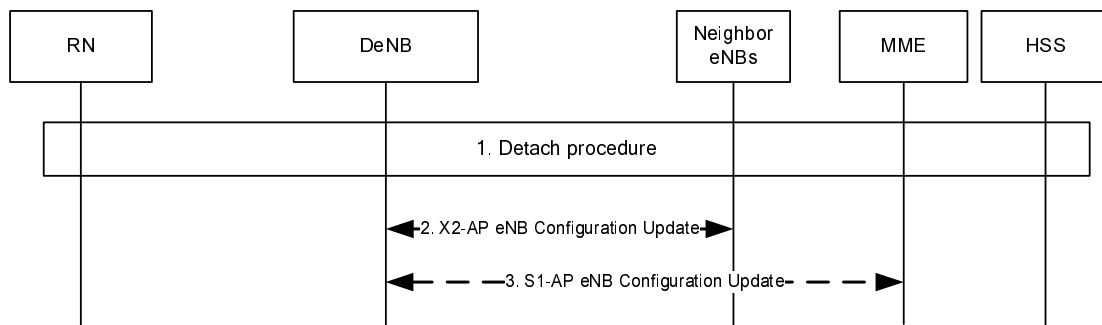 RN
DeNB
Neighbor
eNBs
MME
HSS
1. Detach procedure
2. X2-AP eNB Configuration Update
3. S1-AP eNB Configuration Update